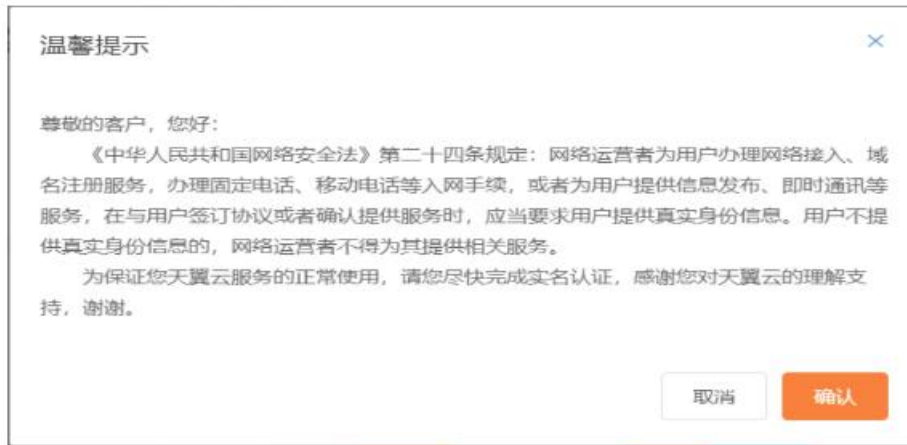 温馨提示
尊敬的客户，您好：
《中华人民共和国网络安全法》第二十四条规定：网络运营者为用户办理网络接入、域
名注册服务，办理固定电话、移动电话等入网手续，或者为用户提供信息发布、即时通讯等
服务，在与用户签订协议或者确认提供服务时，应当要求用户提供真实身份信息。用户不提
供真实身份信息的，网络运营者不得为其提供相关服务。
为保证您天翼云服务的正常使用，请您尽快完成实名认证，感谢您对天翼云的理解支
持，谢谢。
取消
确认